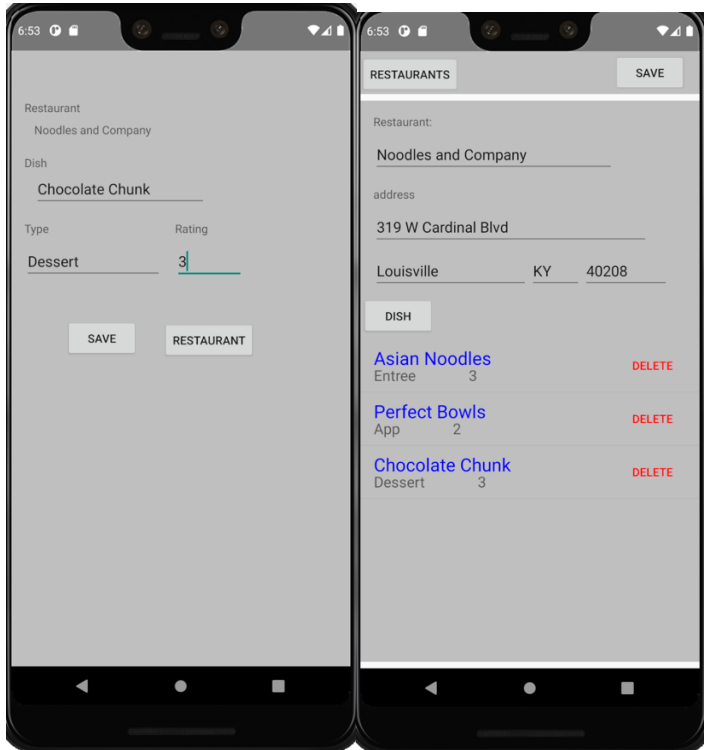 6:53
Restaurant
Noodles and Company
Dish
Chocolate Chunk
Type Rating
Dessert 3
SAVE RESTAURANT
6:53
RESTAURANTS SAVE
Restaurant:
Noodles and Company
address
319 W Cardinal Blvd
Louisville KY 40208
DISH
Asian Noodles
Entree 3
DELETE
Perfect Bowls
App 2
DELETE
Chocolate Chunk
Dessert 3
DELETE